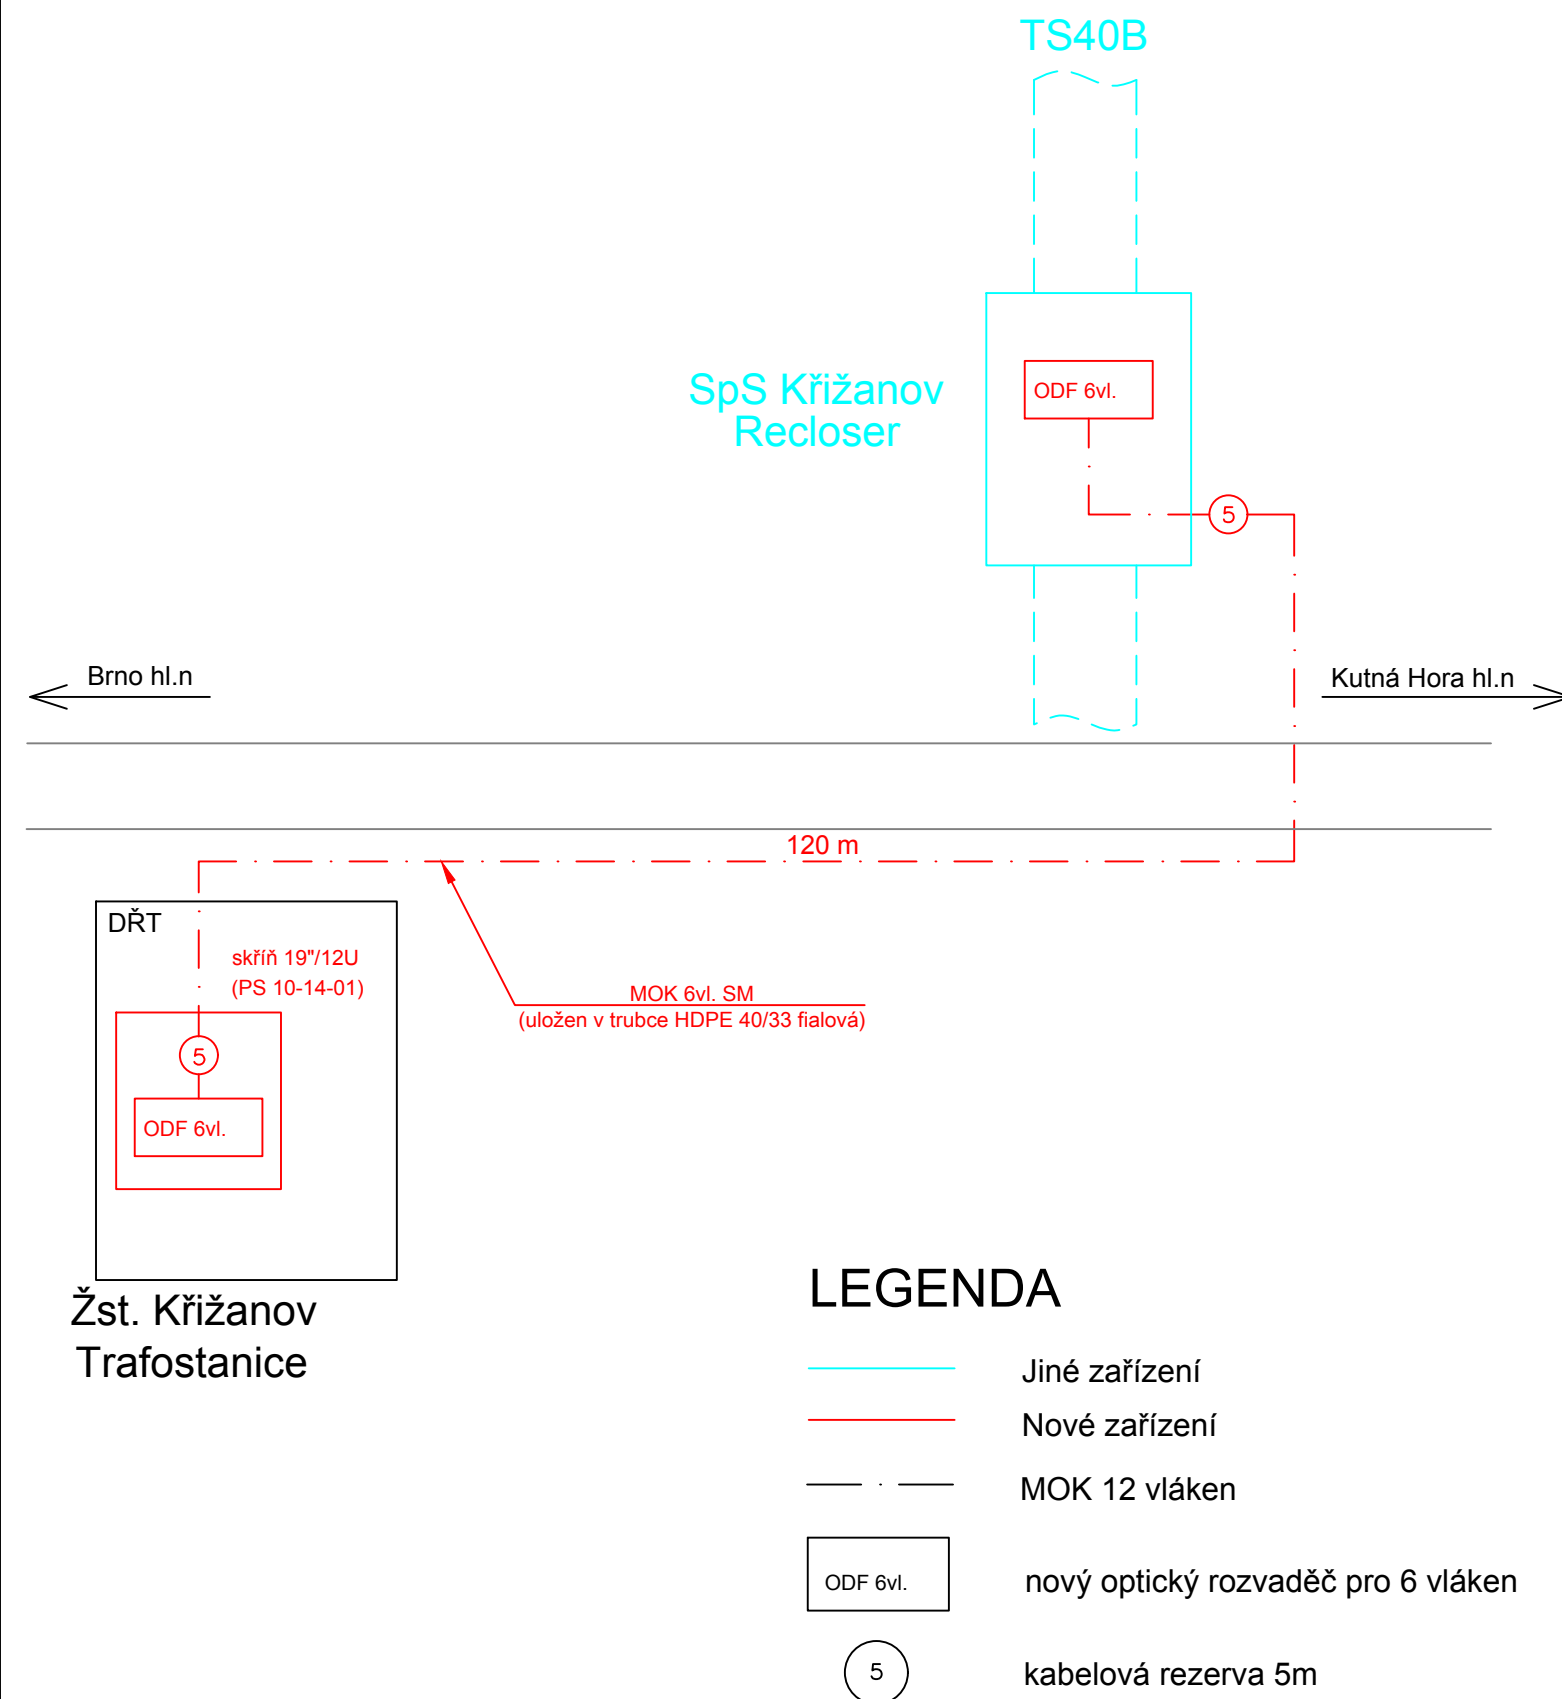 TS40B
SpS Křižanov
Recloser
ODF 6vl.
5
Brno hl.n
Kutná Hora hl.n
120 m
DŘT
skříň 19"/12U
(PS 10-14-01)
MOK 6vl. SM
(uložen v trubce HDPE 40/33 fialová)
5
ODF 6vl.
Žst. Křižanov
Trafostanice
LEGENDA
Jiné zařízení
Nové zařízení
MOK 12 vláken
ODF 6vl.
nový optický rozvaděč pro 6 vláken
5
kabelová rezerva 5m